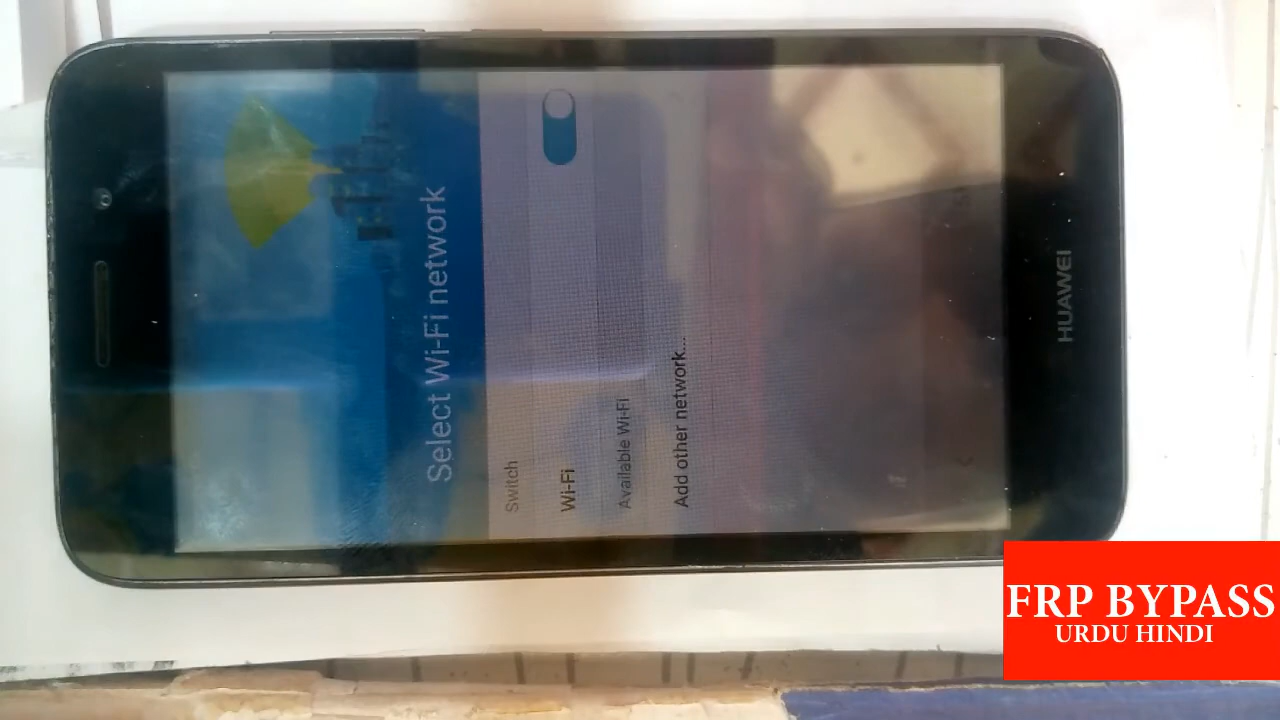 Select Wi-Fi network
Switch
Wi-Fi
Available Wi-Fi
Add other network...
HUAWEI
FRP BYPASS
URDU HINDI